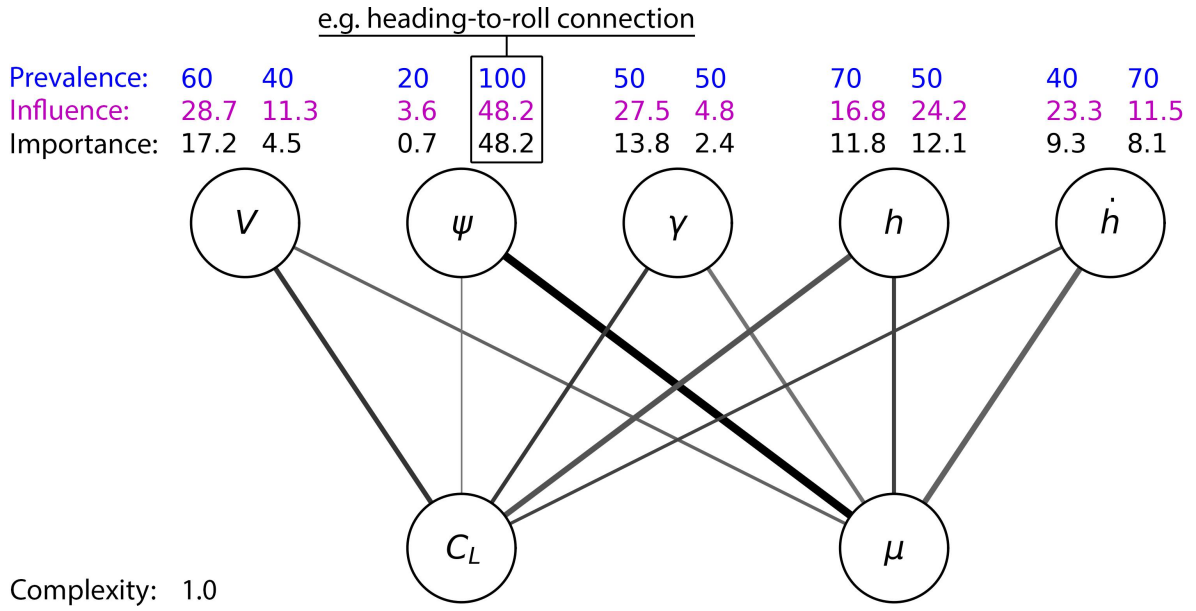 e.g. heading-to-roll connection
Prevalence: 60 40 20 100 50 50 70 50 40 70
Influence: 28.7 11.3 3.6 48.2 27.5 4.8 16.8 24.2 23.3 11.5
Importance: 17.2 4.5 0.7 48.2 13.8 2.4 11.8 12.1 9.3 8.1
V ψ γ h ḣ
C_L μ
Complexity: 1.0